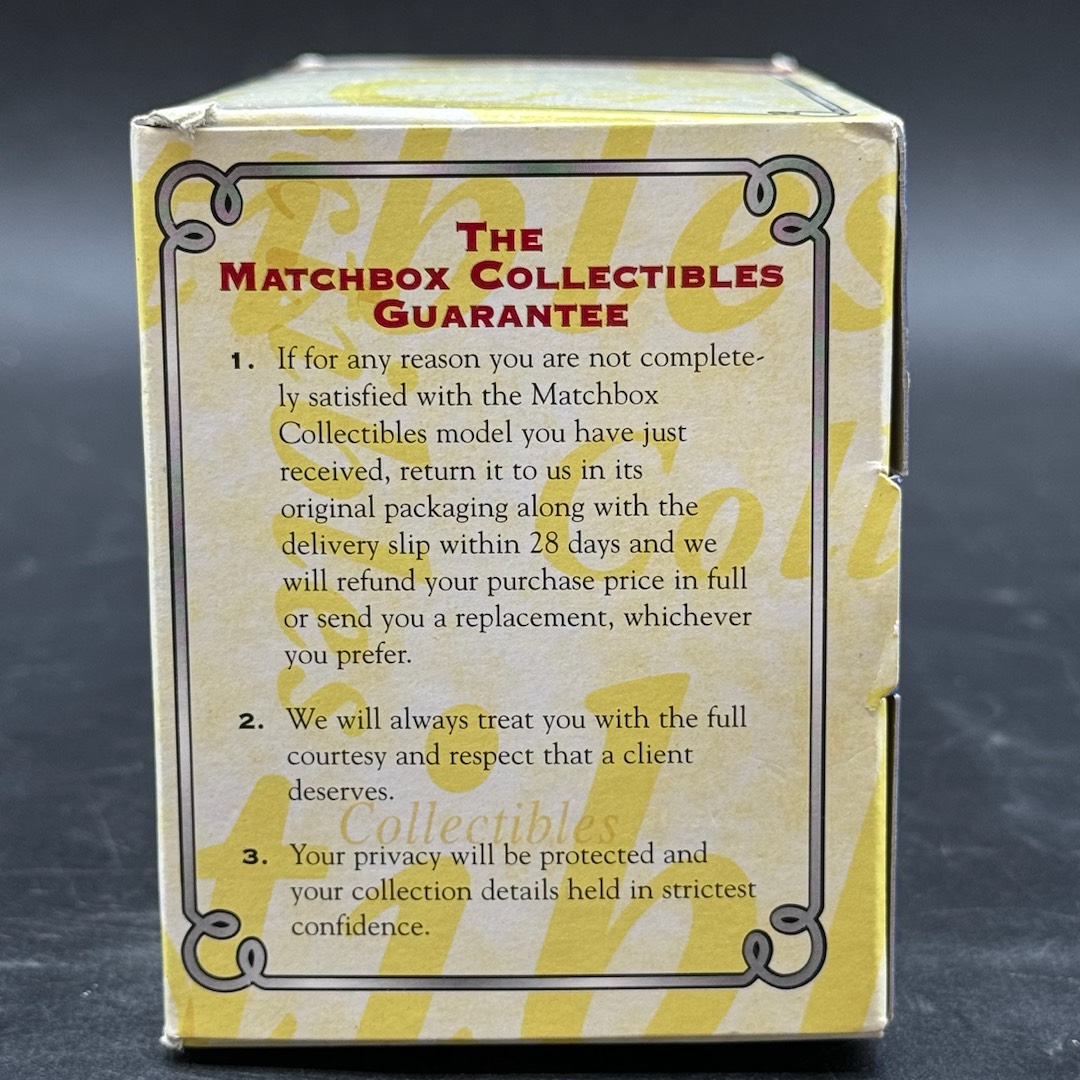 THE
MATCHBOX COLLECTIBLES
GUARANTEE
1. If for any reason you are not complete-
ly satisfied with the Matchbox
Collectibles model you have just
received, return it to us in its
original packaging along with the
delivery slip within 28 days and we
will refund your purchase price in full
or send you a replacement, whichever
you prefer.
2. We will always treat you with the full
courtesy and respect that a client
deserves.
Collectibles
3. Your privacy will be protected and
your collection details held in strictest
confidence.